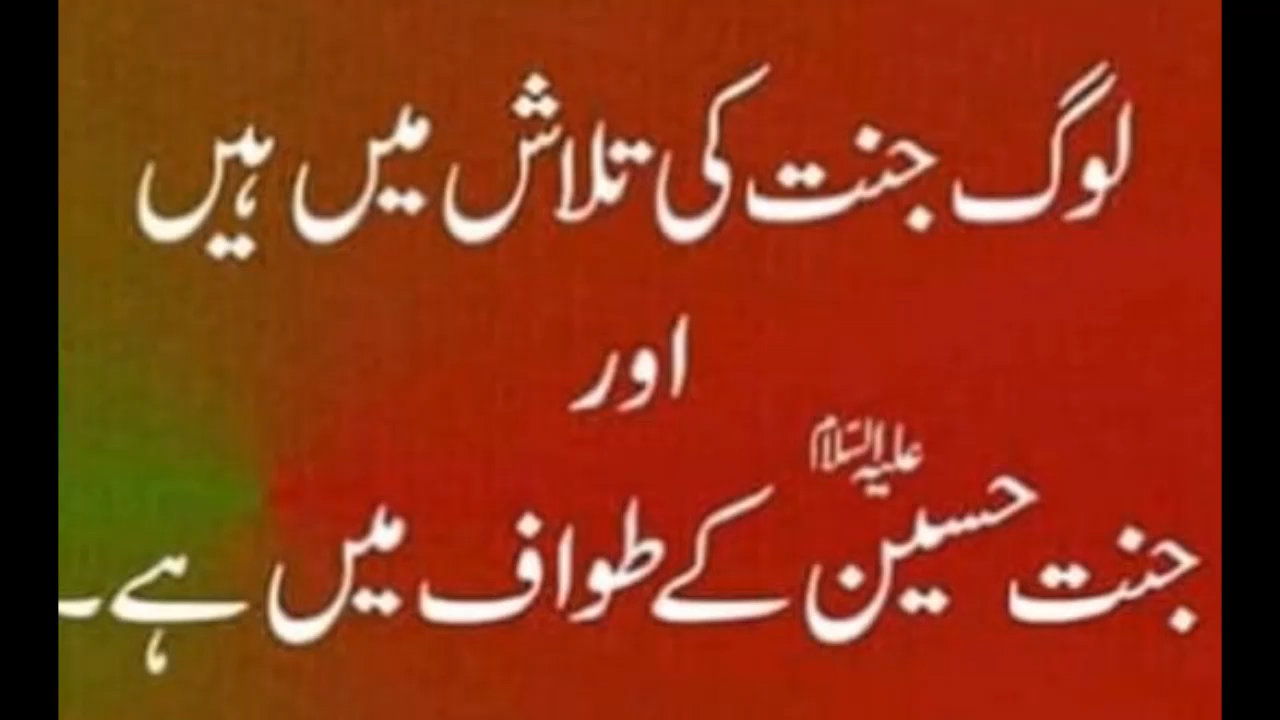 لوگ جنت کی تلاش میں ہیں
اور
جنت حسین علیہ السلام کے طواف میں ہے۔